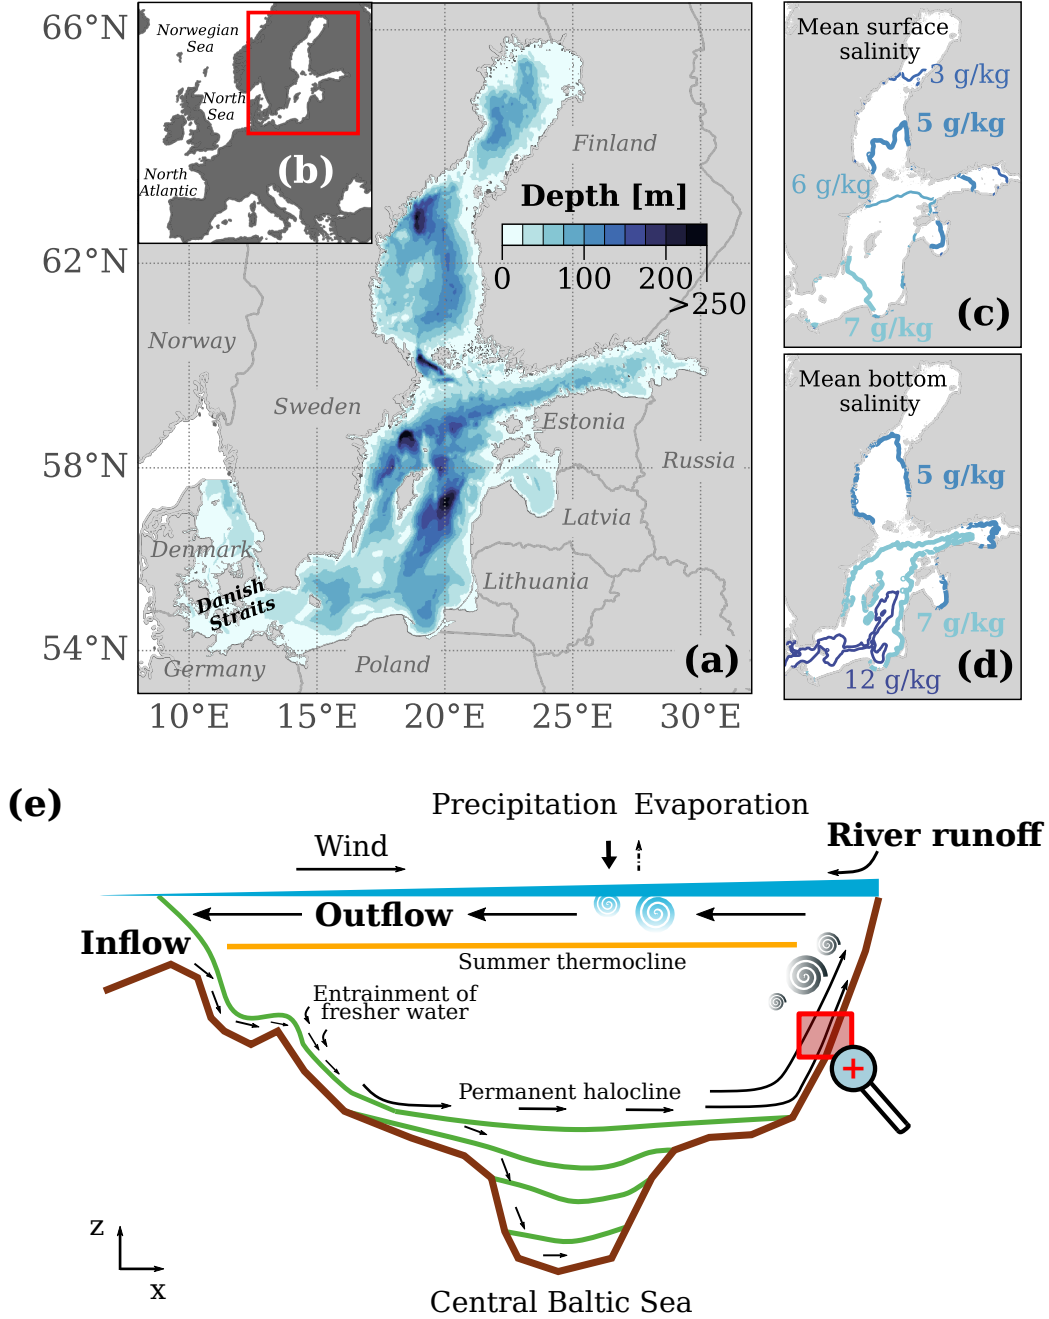 66°N
62°N
58°N
54°N
10°E
15°E
20°E
25°E
30°E
Norwegian
Sea
North
Sea
North
Atlantic
(b)
Finland
Depth [m]
0
100
200
>250
Norway
Sweden
Estonia
Russia
Latvia
Denmark
Lithuania
Danish
Straits
Germany
Poland
(a)
Mean surface
salinity
3 g/kg
5 g/kg
6 g/kg
7 g/kg
(c)
Mean bottom
salinity
5 g/kg
7 g/kg
12 g/kg
(d)
(e)
Precipitation
Evaporation
River runoff
Wind
Outflow
Inflow
Summer thermocline
Entrainment of
fresher water
Permanent halocline
z
x
Central Baltic Sea